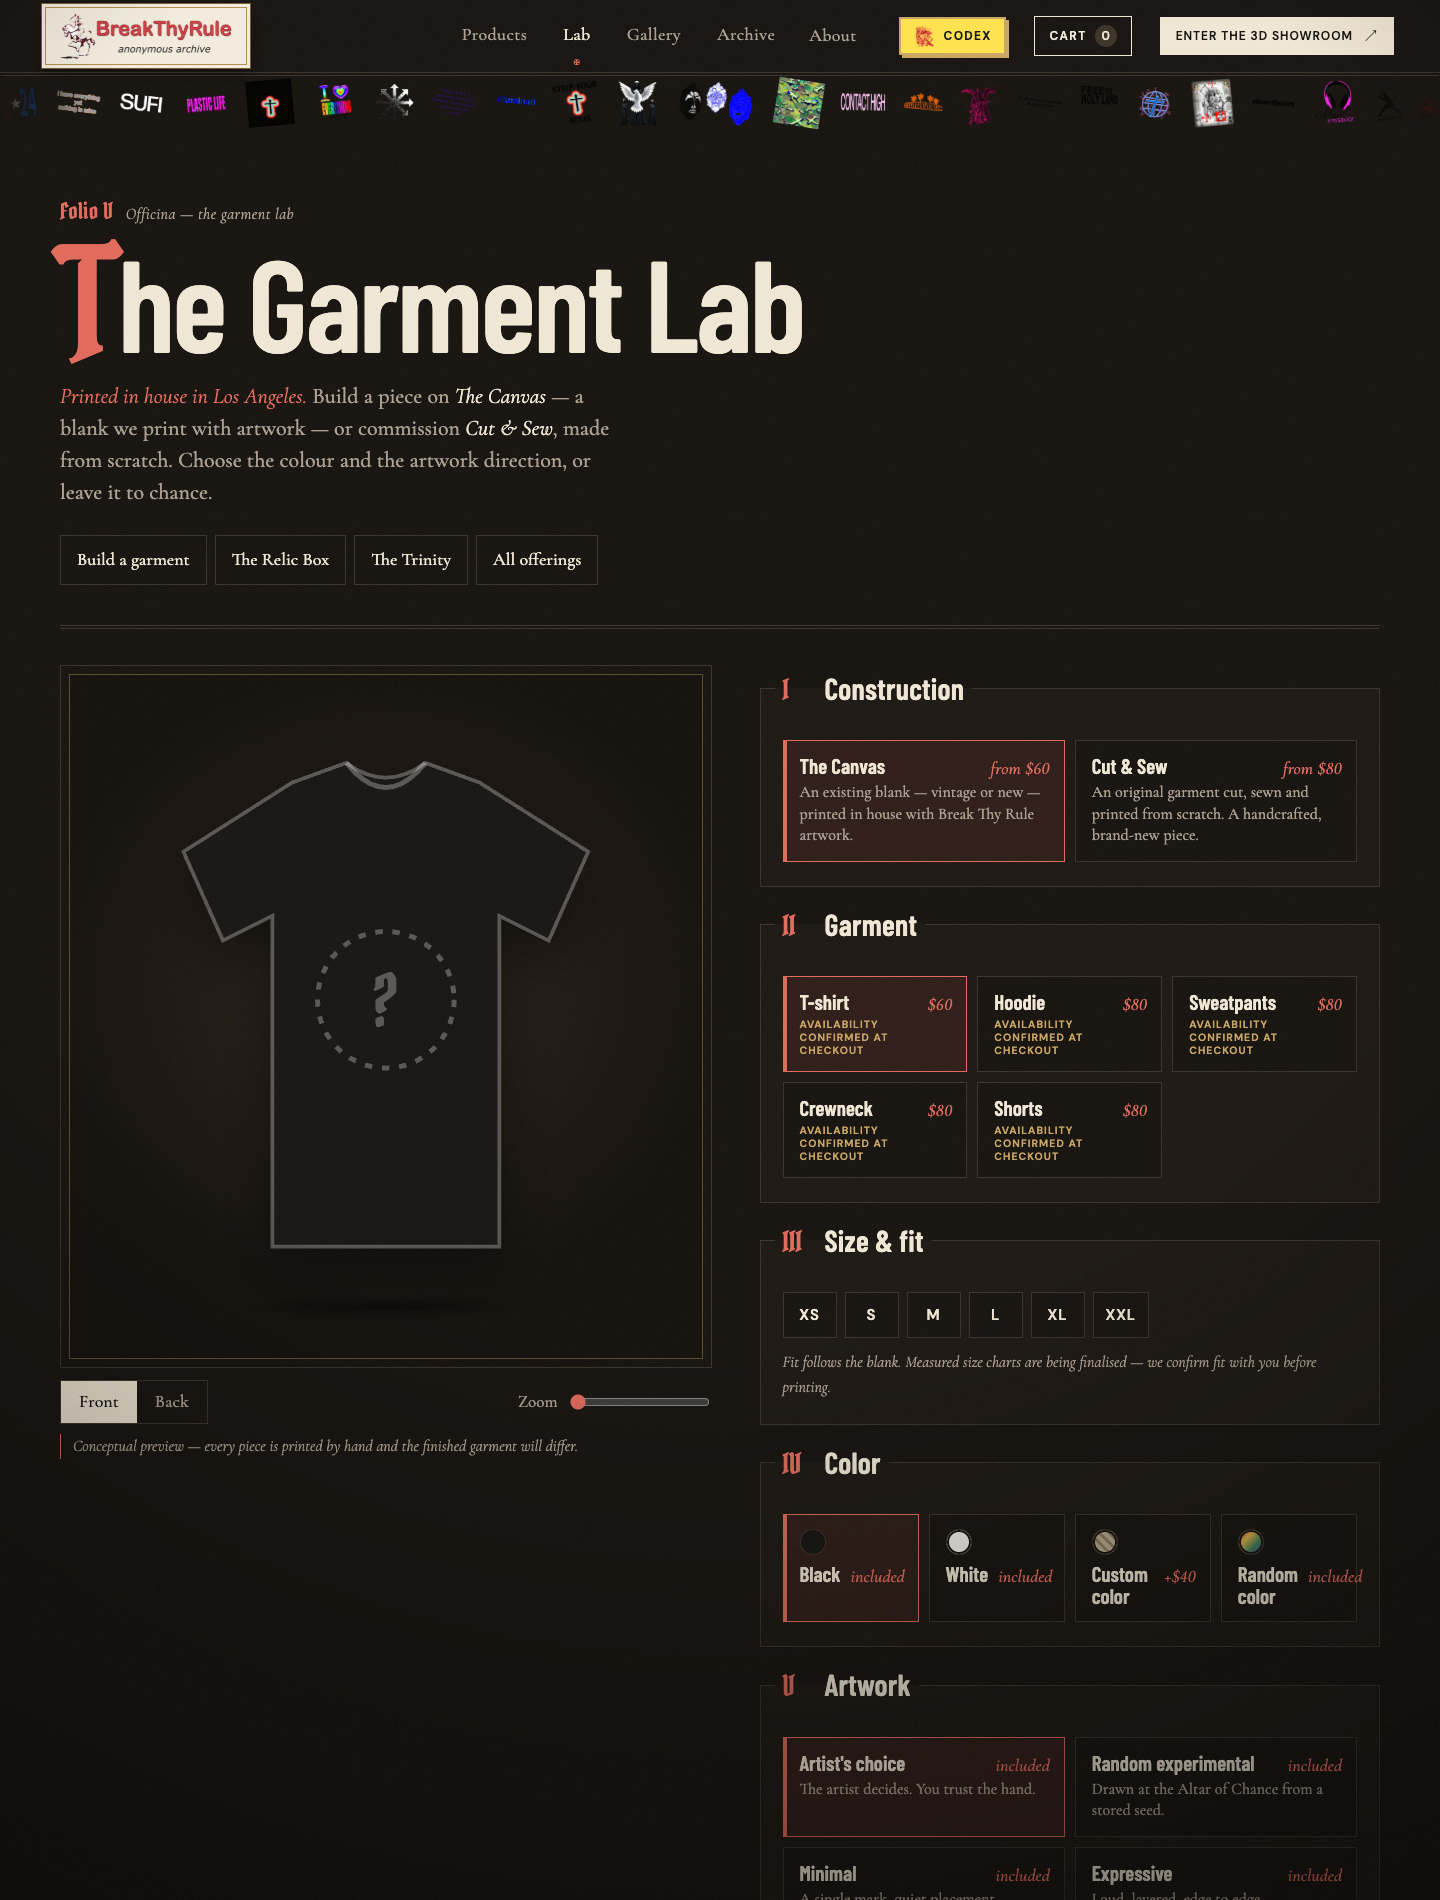 BreakThyRule
anonymous archive
Products
Lab
Gallery
Archive
About
CODEX
CART 0
ENTER THE 3D SHOWROOM ↗
24
SUFI
PLASTIC LIFE
CONTACT HIGH
Folio V Officina — the garment lab
The Garment Lab
Printed in house in Los Angeles. Build a piece on The Canvas — a
blank we print with artwork — or commission Cut & Sew, made
from scratch. Choose the colour and the artwork direction, or
leave it to chance.
Build a garment
The Relic Box
The Trinity
All offerings
?
Front
Back
Zoom
Conceptual preview — every piece is printed by hand and the finished garment will differ.
I Construction
The Canvas from $60
An existing blank — vintage or new —
printed in house with Break Thy Rule
artwork.
Cut & Sew from $80
An original garment cut, sewn and
printed from scratch. A handcrafted,
brand-new piece.
II Garment
T-shirt $60
AVAILABILITY
CONFIRMED AT
CHECKOUT
Hoodie $80
AVAILABILITY
CONFIRMED AT
CHECKOUT
Sweatpants $80
AVAILABILITY
CONFIRMED AT
CHECKOUT
Crewneck $80
AVAILABILITY
CONFIRMED AT
CHECKOUT
Shorts $80
AVAILABILITY
CONFIRMED AT
CHECKOUT
III Size & fit
XS
S
M
L
XL
XXL
Fit follows the blank. Measured size charts are being finalised — we confirm fit with you before
printing.
IV Color
Black included
White included
Custom +$40
color
Random included
color
V Artwork
Artist's choice included
The artist decides. You trust the hand.
Random experimental included
Drawn at the Altar of Chance from a
stored seed.
Minimal included
A single mark, quiet placement
Expressive included
Loud, layered, edge to edge